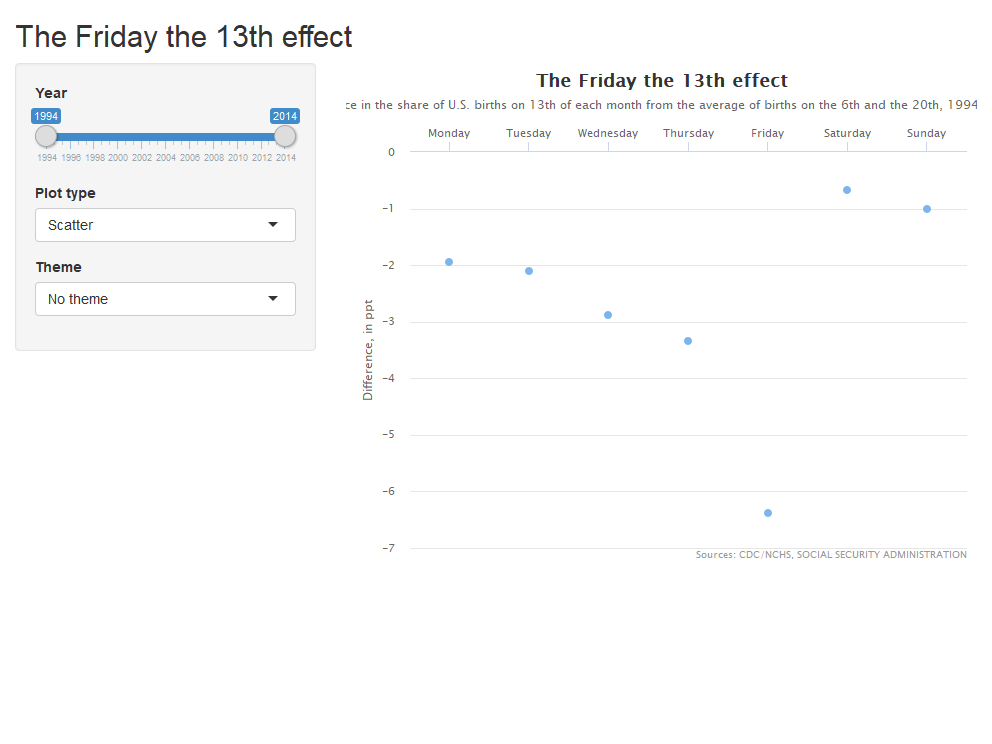 The Friday the 13th effect
Year
1994 2014
1994 1996 1998 2000 2002 2004 2006 2008 2010 2012 2014
Plot type
Scatter
Theme
No theme
The Friday the 13th effect
ce in the share of U.S. births on 13th of each month from the average of births on the 6th and the 20th, 1994
Monday Tuesday Wednesday Thursday Friday Saturday Sunday
0
-1
-2
-3
-4
-5
-6
-7
Difference, in ppt
Sources: CDC/NCHS, SOCIAL SECURITY ADMINISTRATION